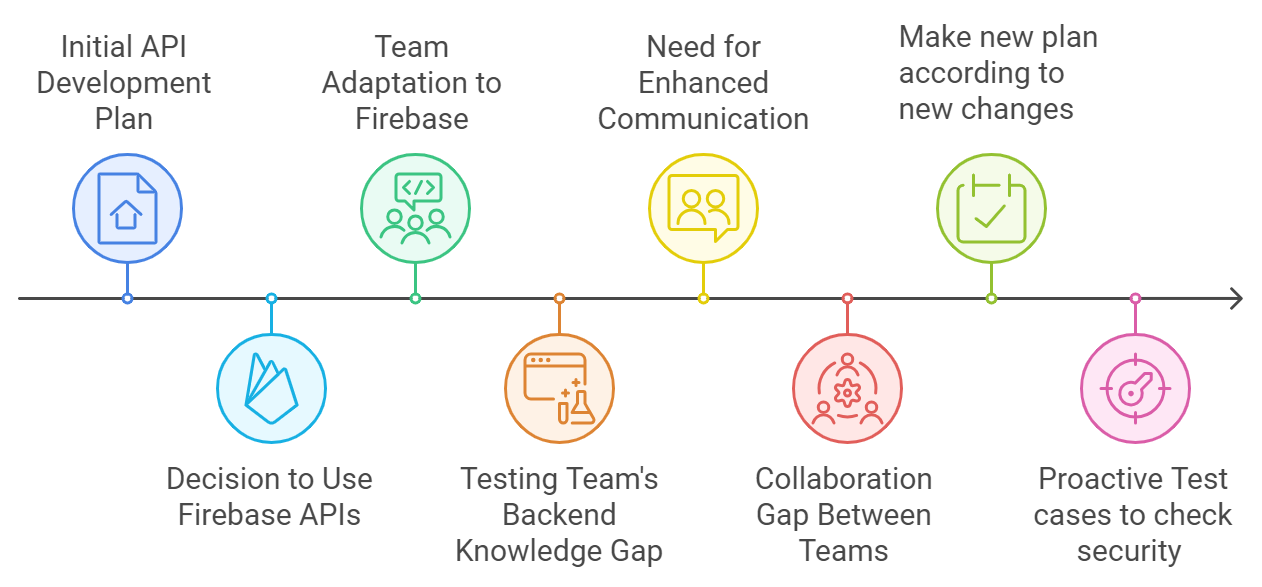 Initial API
Development
Plan
Decision to Use
Firebase APIs
Team
Adaptation to
Firebase
Testing Team's
Backend
Knowledge Gap
Need for
Enhanced
Communication
Collaboration
Gap Between
Teams
Make new plan
according to
new changes
Proactive Test
cases to check
security